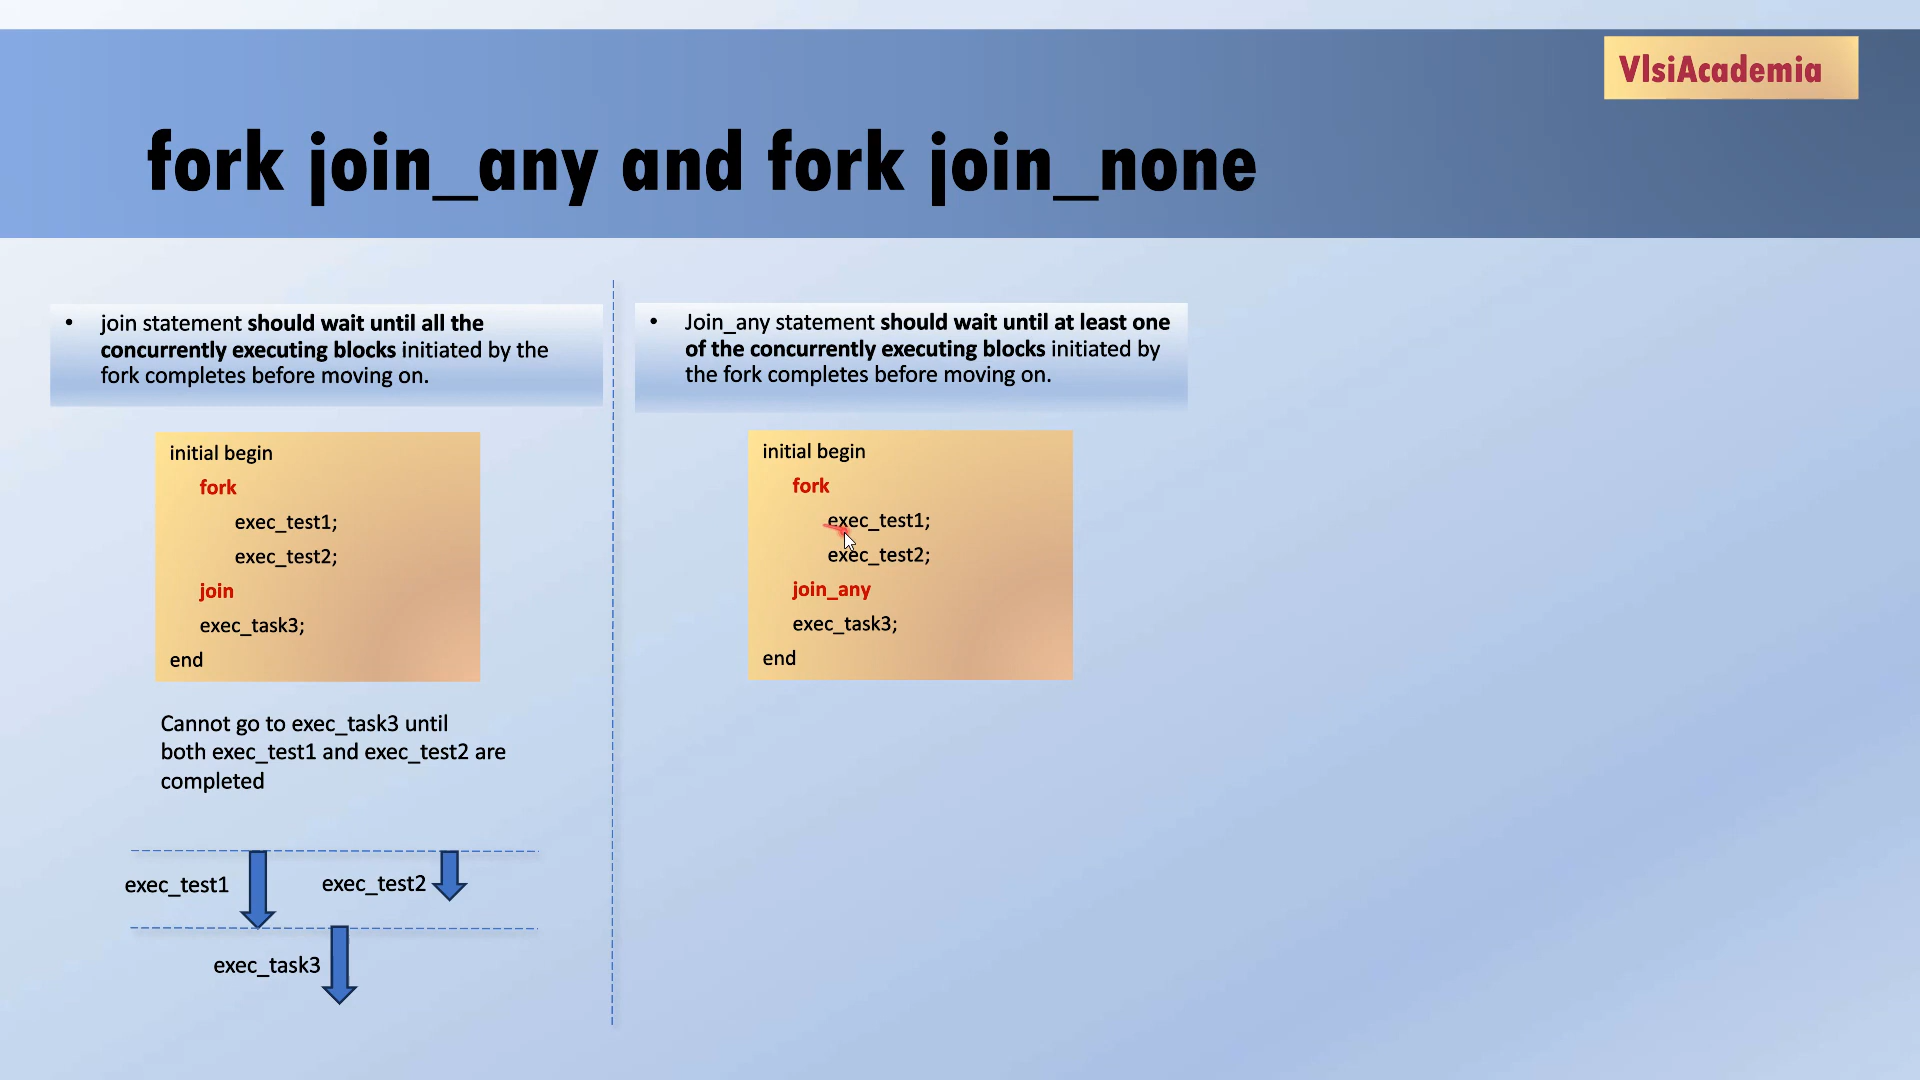 VlsiAcademia
fork join_any and fork join_none
• join statement should wait until all the
concurrently executing blocks initiated by the
fork completes before moving on.
initial begin
fork
exec_test1;
exec_test2;
join
exec_task3;
end
Cannot go to exec_task3 until
both exec_test1 and exec_test2 are
completed
exec_test1
exec_test2
exec_task3
• Join_any statement should wait until at least one
of the concurrently executing blocks initiated by
the fork completes before moving on.
initial begin
fork
exec_test1;
exec_test2;
join_any
exec_task3;
end